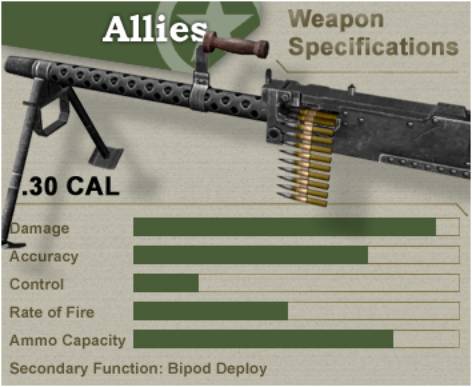 Allies
Weapon
Specifications
.30 CAL
Damage
Accuracy
Control
Rate of Fire
Ammo Capacity
Secondary Function: Bipod Deploy